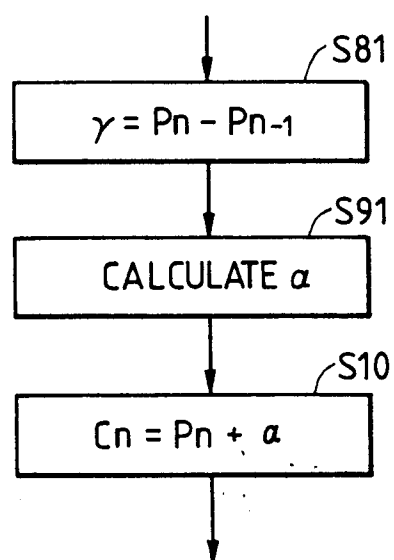 S81
γ = Pn - Pn-1
S91
CALCULATE α
S10
Cn = Pn + α